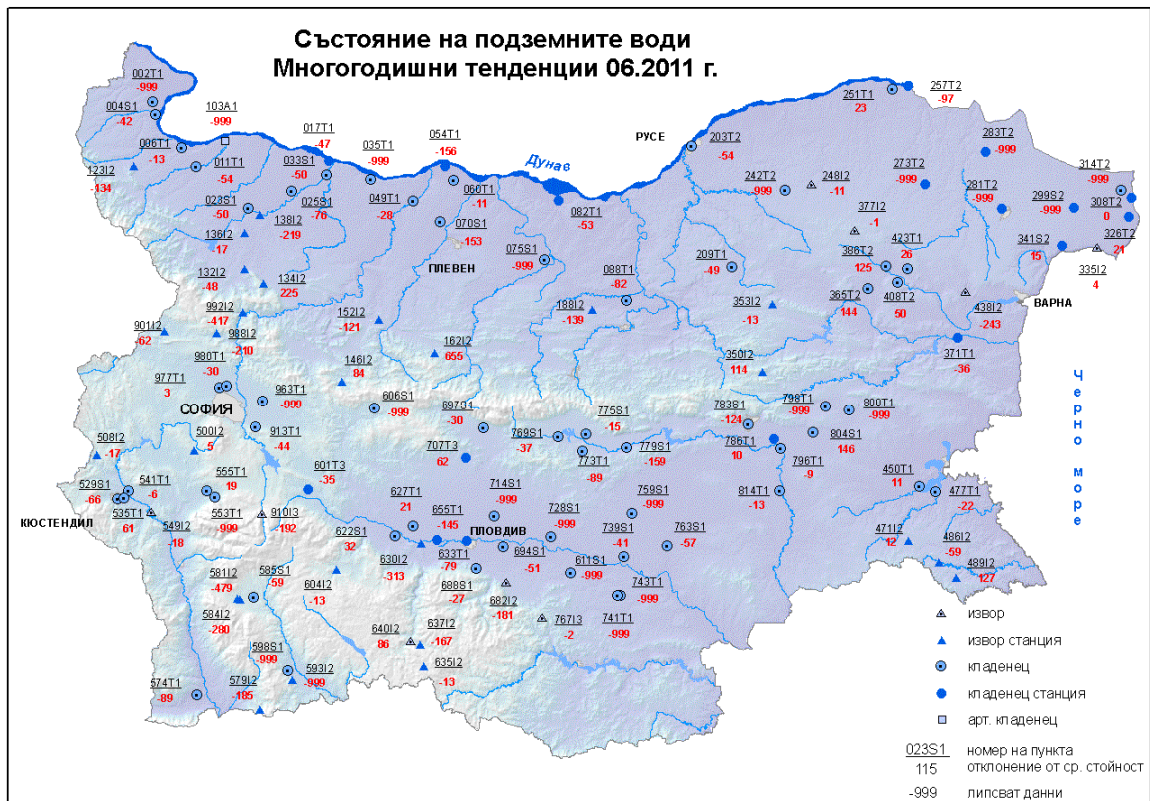 Състояние на подземните води
Многогодишни тенденции 06.2011 г.
002T1
-999
004S1
-42
103A1
-999
006T1
-13
123I2
-134
011T1
-54
017T1
-47
033S1
-50
035T1
-999
054T1
-156
Дунав
РУСЕ
203T2
-54
251T1
23
257T2
-97
283T2
-999
273T2
-999
281T2
-999
299S2
-999
314T2
-999
308T2
0
326T2
21
341S2
15
335I2
4
242T2
-999
248I2
-11
377I2
-1
386T2
125
423T1
26
365T2
144
408T2
50
438I2
-243
ВАРНА
371T1
-36
023S1
-50
025S1
-76
138I2
-219
136I2
17
049T1
-28
060T1
-11
070S1
-153
082T1
-53
ПЛЕВЕН
075S1
-999
088T1
-82
209T1
-49
132I2
-48
134I2
225
992I2
-417
901I2
-62
988I2
-210
152I2
-121
188I2
-139
353I2
-13
162I2
655
146I2
84
350I2
114
980T1
-30
977T1
3
СОФИЯ
963T1
-999
606S1
-999
697S1
-30
775S1
-15
783S1
-124
798T1
-999
800T1
-999
913T1
-44
500I2
5
508I2
-17
769S1
-37
773T1
-89
779S1
-159
786T1
10
804S1
146
796T1
-9
707T3
62
601T3
-35
529S1
-66
541T1
-6
555T1
19
535T1
61
КЮСТЕНДИЛ
549I2
-18
553T1
-999
910I3
-192
627T1
21
655T1
-145
714S1
-999
ПЛОВДИВ
728S1
-999
759S1
-999
814T1
-13
450T1
11
477T1
-22
471I2
12
486I2
-59
489I2
127
622S1
32
630I2
-313
633T1
-79
694S1
-51
739S1
-41
763S1
-57
611S1
-999
581I2
-479
585S1
59
604I2
-13
688S1
-27
682I2
-181
743T1
-999
741T1
-999
767I3
-2
584I2
-280
640I2
86
637I2
-167
635I2
-13
598S1
-999
593I2
-999
579I2
-185
574T1
-89
Черно море
извор
извор станция
кладенец
кладенец станция
арт. кладенец
023S1 номер на пункта
115 отклонение от ср. стойност
-999 липсват данни